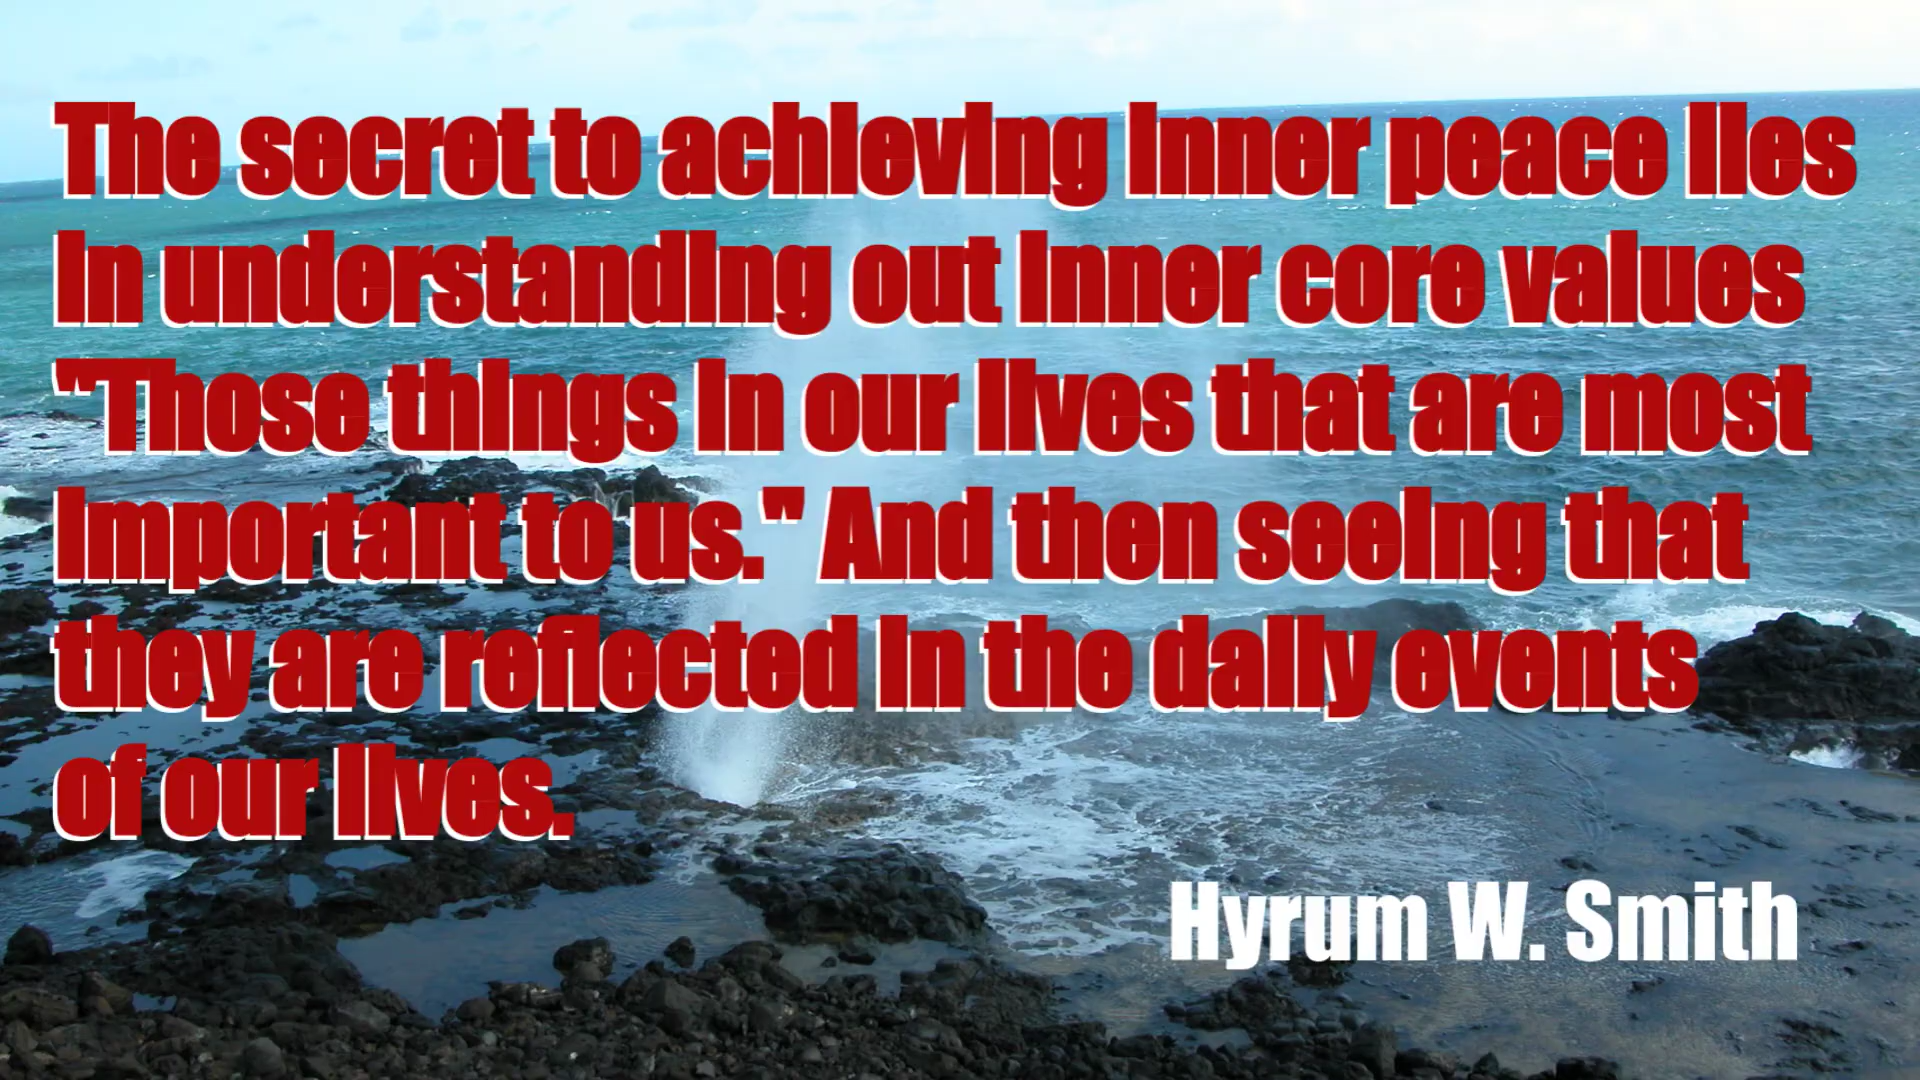 The secret to achieving inner peace lies
in understanding out inner core values
"Those things in our lives that are most
important to us." And then seeing that
they are reflected in the daily events
of our lives.
Hyrum W. Smith